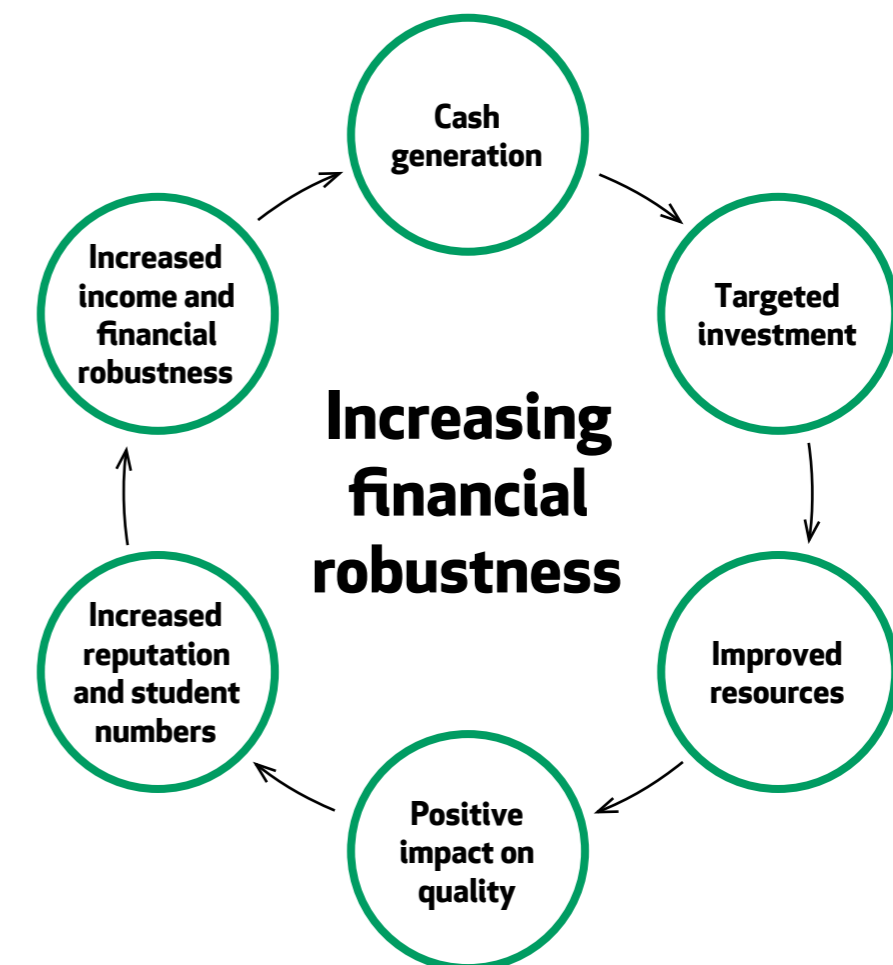 Cash
generation
Targeted
investment
Improved
resources
Positive
impact on
quality
Increased
reputation
and student
numbers
Increased
income and
financial
robustness
Increasing
financial
robustness